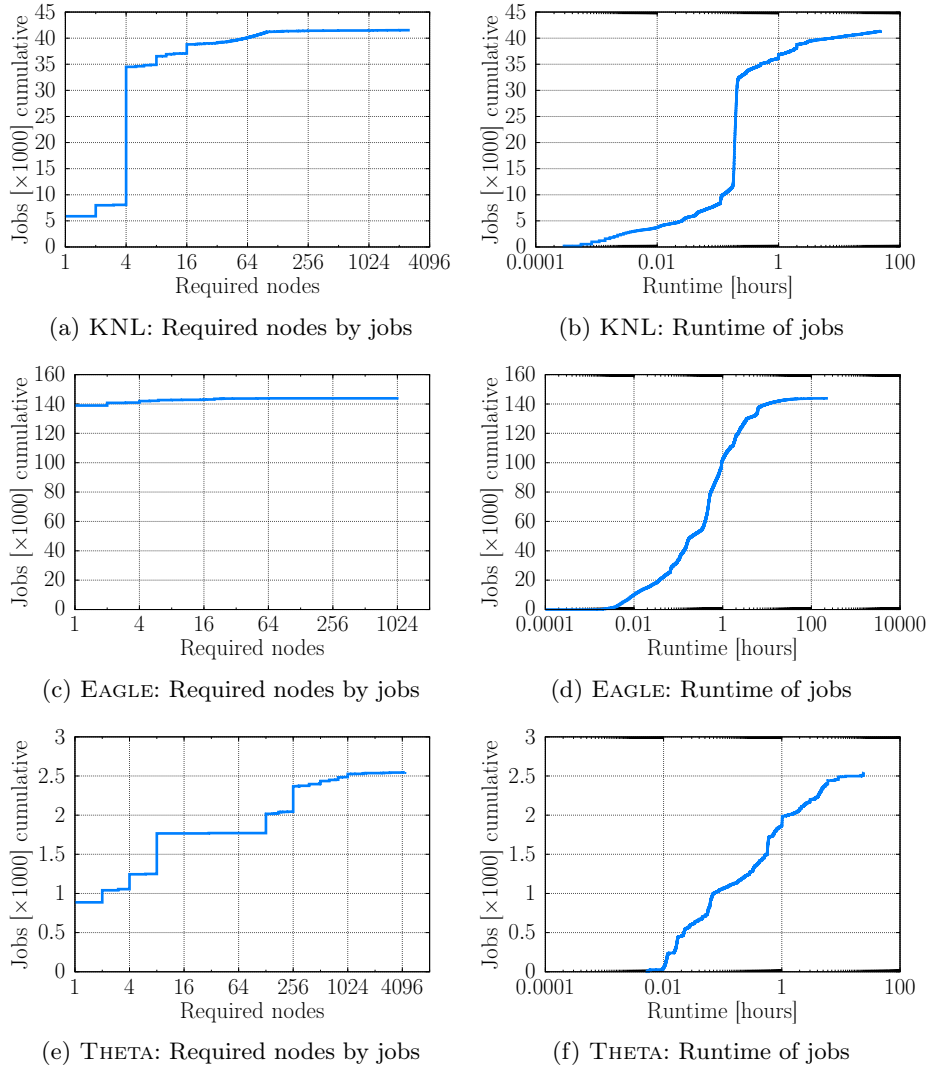 Jobs [×1000] cumulative
45
40
35
30
25
20
15
10
5
0
1 4 16 64 256 1024 4096
Required nodes
(a) KNL: Required nodes by jobs
Jobs [×1000] cumulative
45
40
35
30
25
20
15
10
5
0
0.0001 0.01 1 100
Runtime [hours]
(b) KNL: Runtime of jobs
Jobs [×1000] cumulative
160
140
120
100
80
60
40
20
0
1 4 16 64 256 1024
Required nodes
(c) EAGLE: Required nodes by jobs
Jobs [×1000] cumulative
160
140
120
100
80
60
40
20
0
0.0001 0.01 1 100 10000
Runtime [hours]
(d) EAGLE: Runtime of jobs
Jobs [×1000] cumulative
3
2.5
2
1.5
1
0.5
0
1 4 16 64 256 1024 4096
Required nodes
(e) THETA: Required nodes by jobs
Jobs [×1000] cumulative
3
2.5
2
1.5
1
0.5
0
0.0001 0.01 1 100
Runtime [hours]
(f) THETA: Runtime of jobs